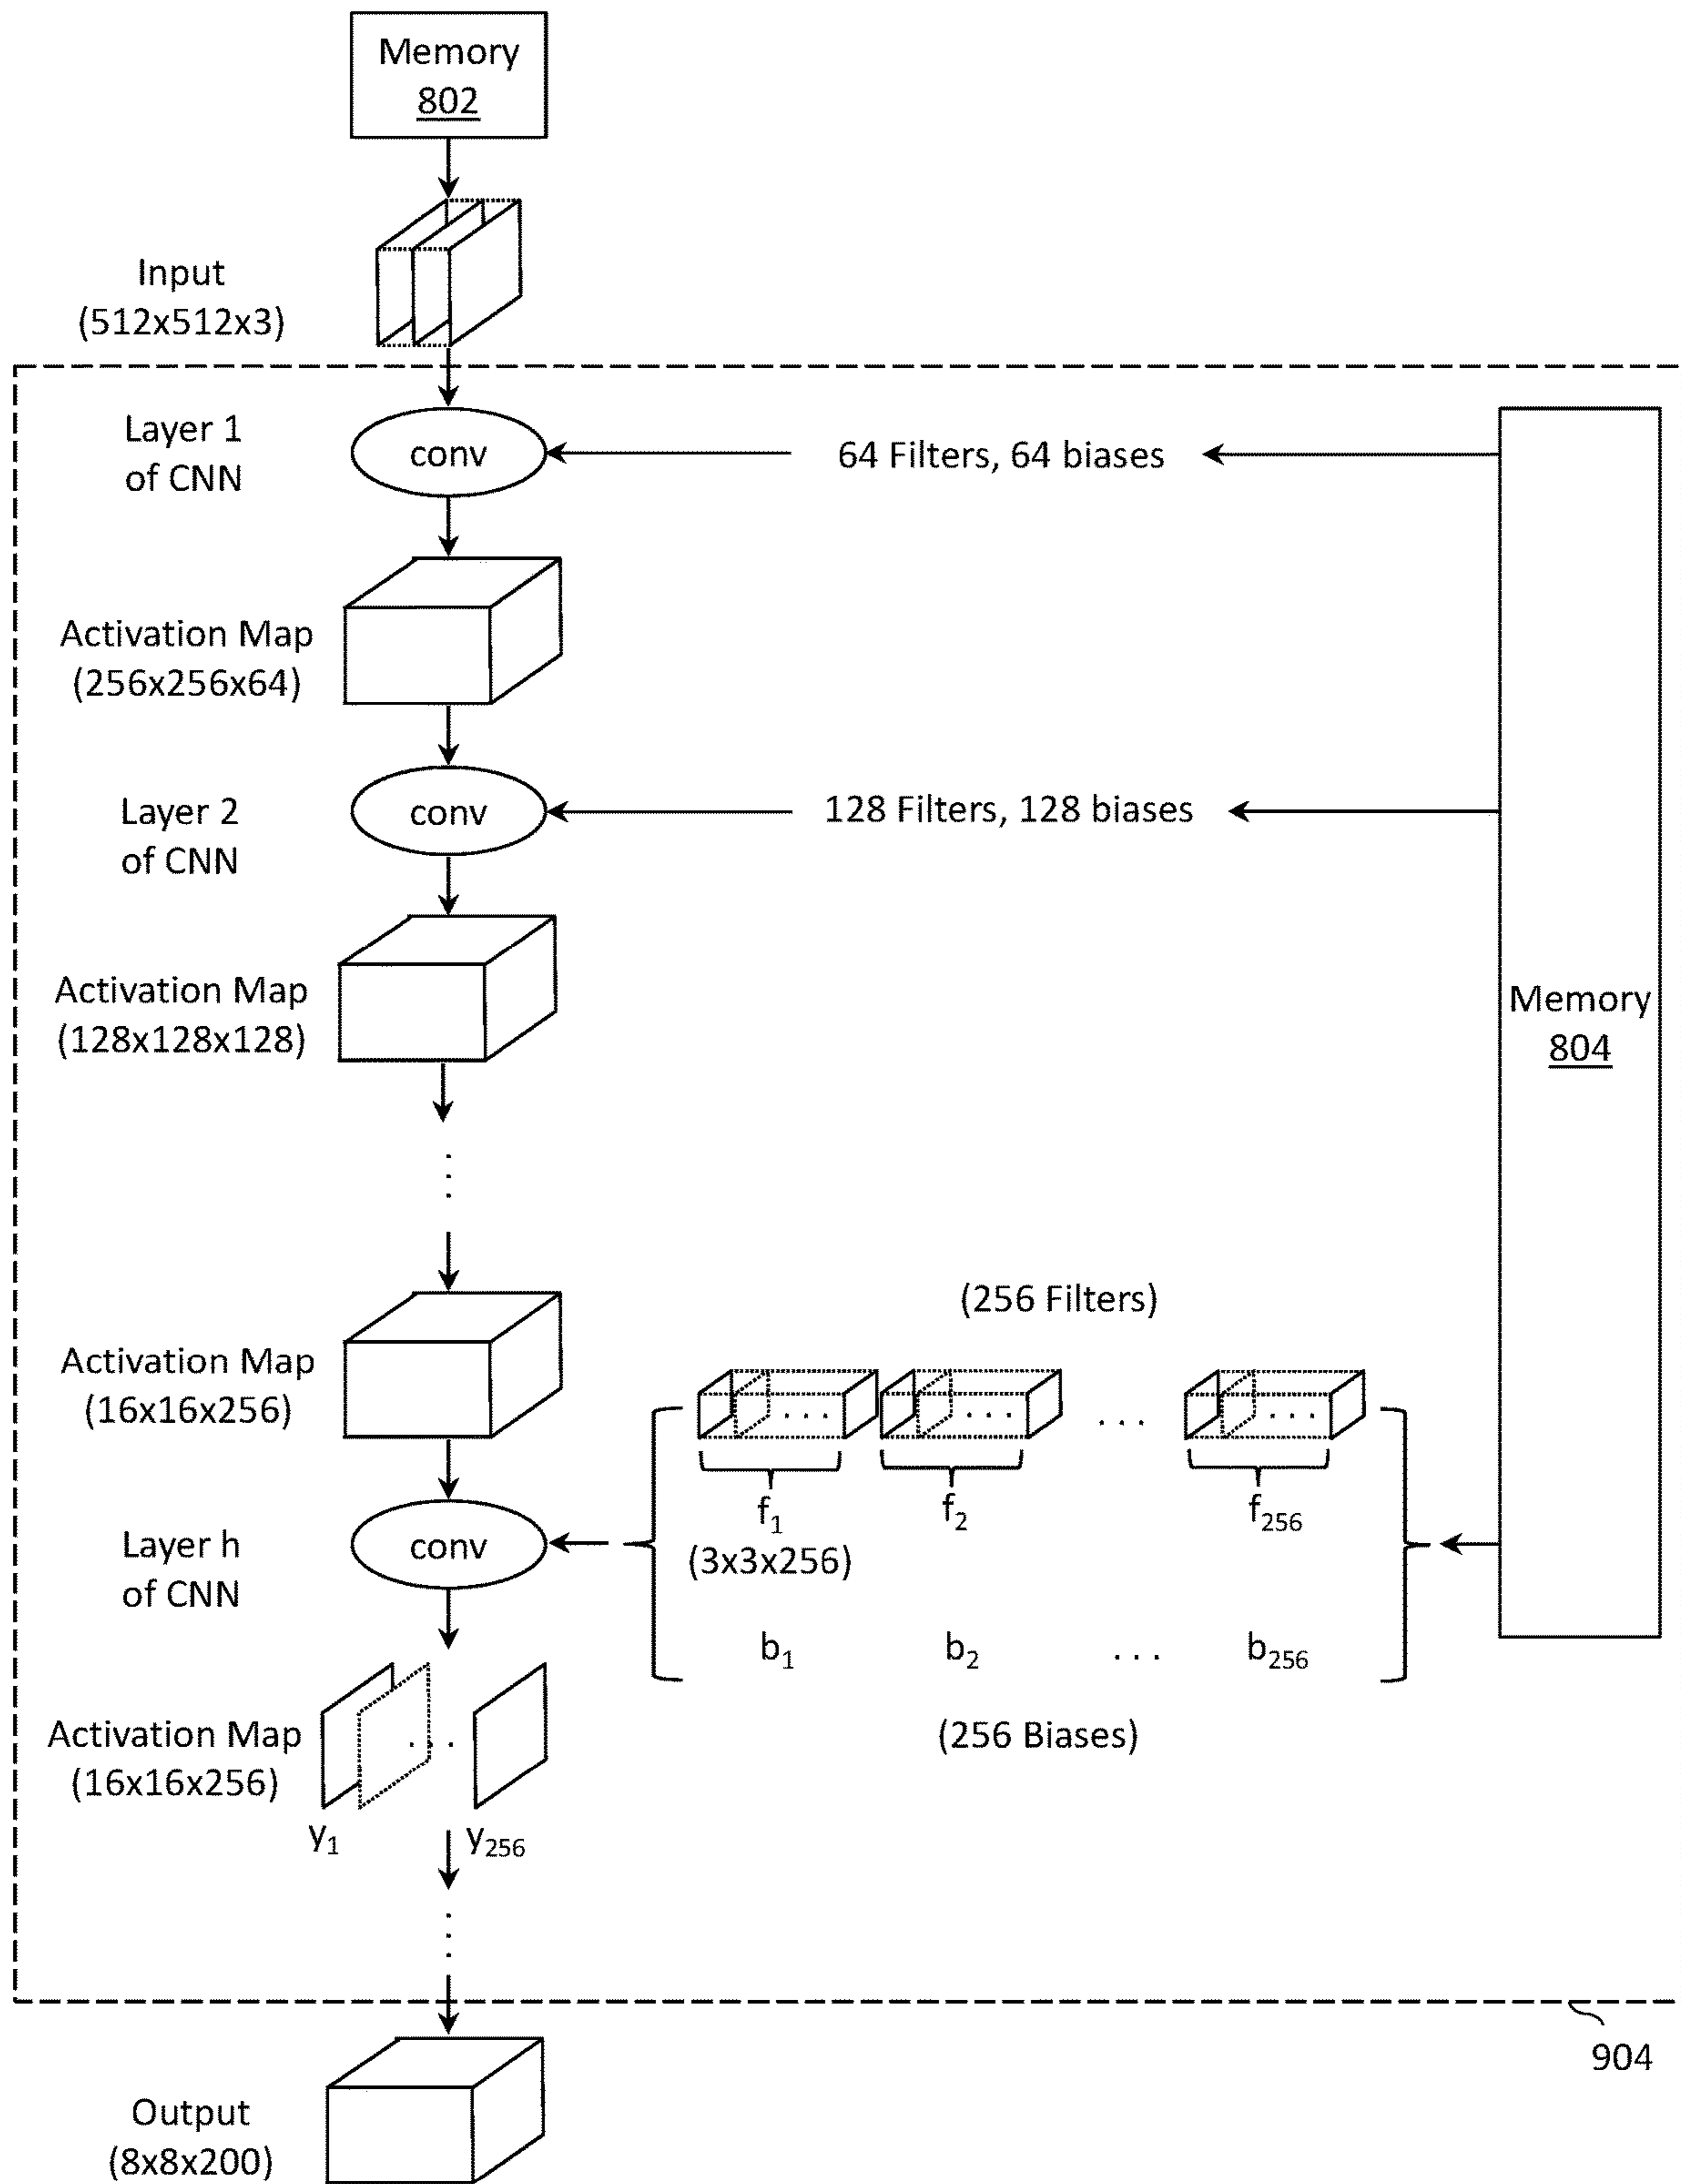 Memory
802
Input
(512x512x3)
Layer 1
of CNN
conv
64 Filters, 64 biases
Activation Map
(256x256x64)
Layer 2
of CNN
conv
128 Filters, 128 biases
Activation Map
(128x128x128)
Memory
804
. . .
(256 Filters)
Activation Map
(16x16x256)
. . . . . . . . . . . .
f1 f2 f256
(3x3x256)
Layer h
of CNN
conv
b1 b2 . . . b256
(256 Biases)
Activation Map
(16x16x256)
. . .
y1 y256
. . .
904
Output
(8x8x200)